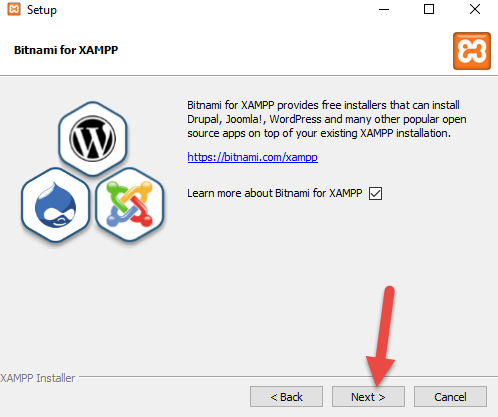 Setup
Bitnami for XAMPP
Bitnami for XAMPP provides free installers that can install
Drupal, Joomla!, WordPress and many other popular open
source apps on top of your existing XAMPP installation.
https://bitnami.com/xampp
Learn more about Bitnami for XAMPP
XAMPP Installer
< Back
Next >
Cancel